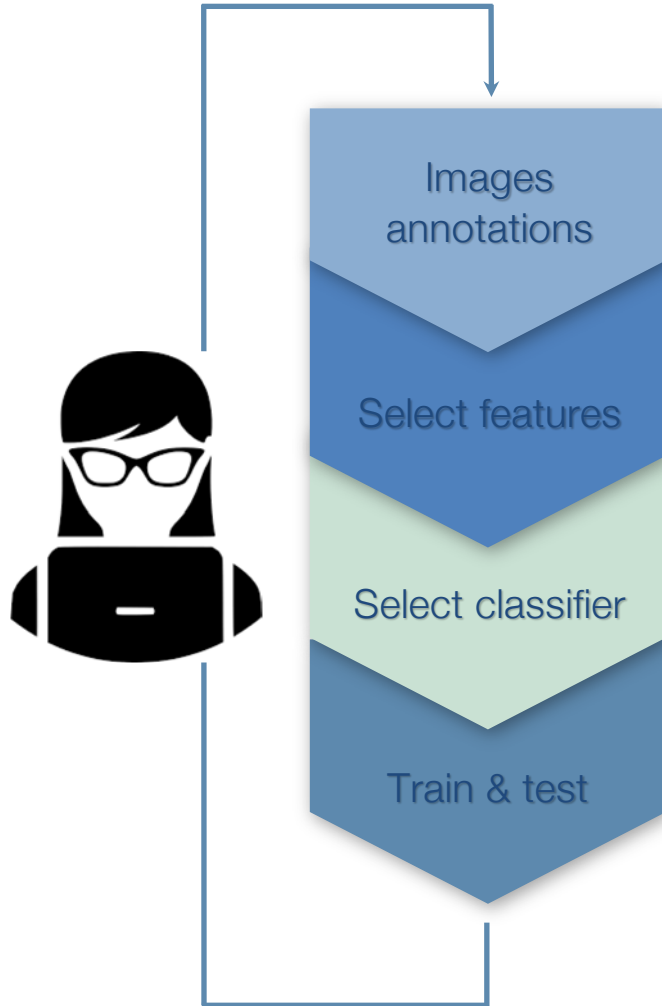 Images
annotations
Select features
Select classifier
Train & test